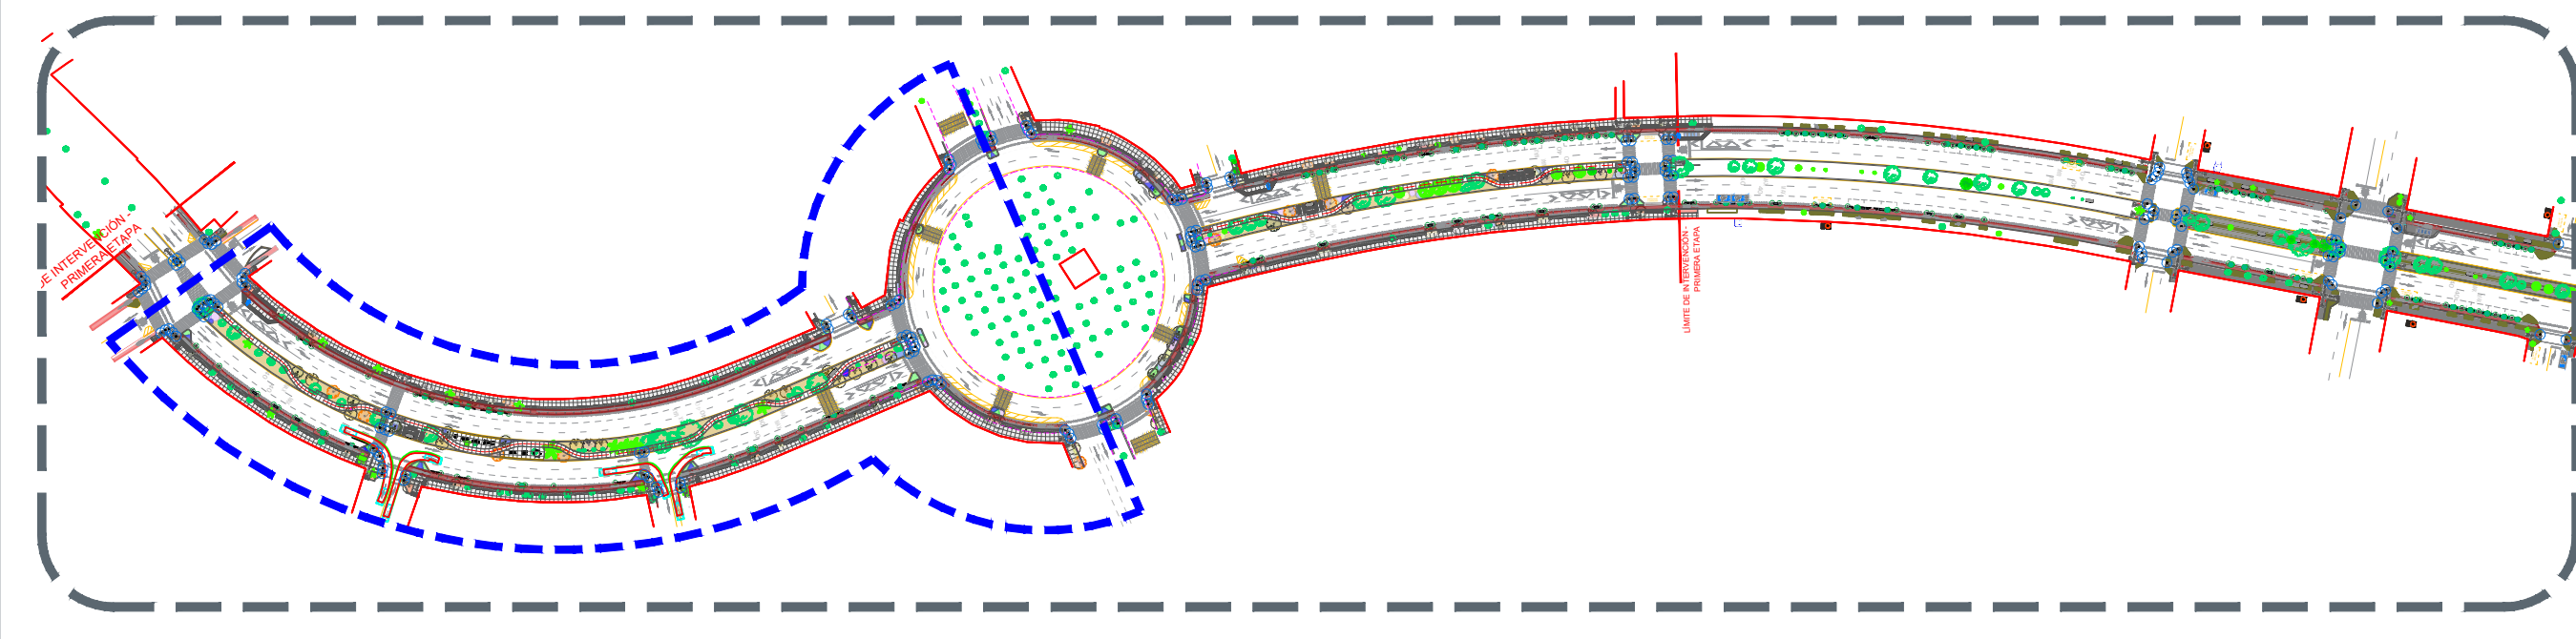 DE INTERVENCIÓN -
PRIMERA ETAPA
LÍMITE DE INTERVENCIÓN -
PRIMERA ETAPA